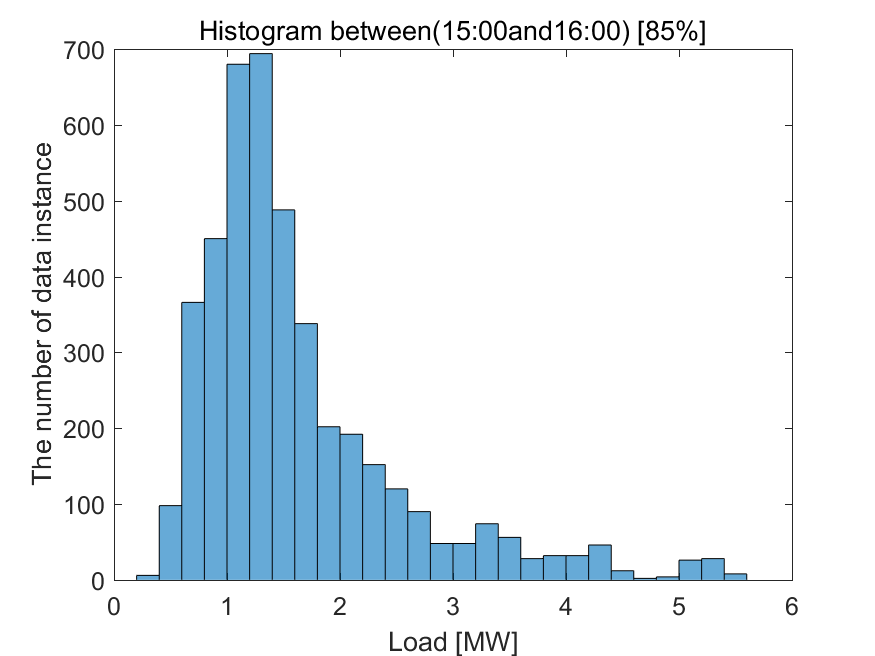 Histogram between(15:00and16:00) [85%]
700
600
500
400
300
200
100
0
The number of data instance
0 1 2 3 4 5 6
Load [MW]